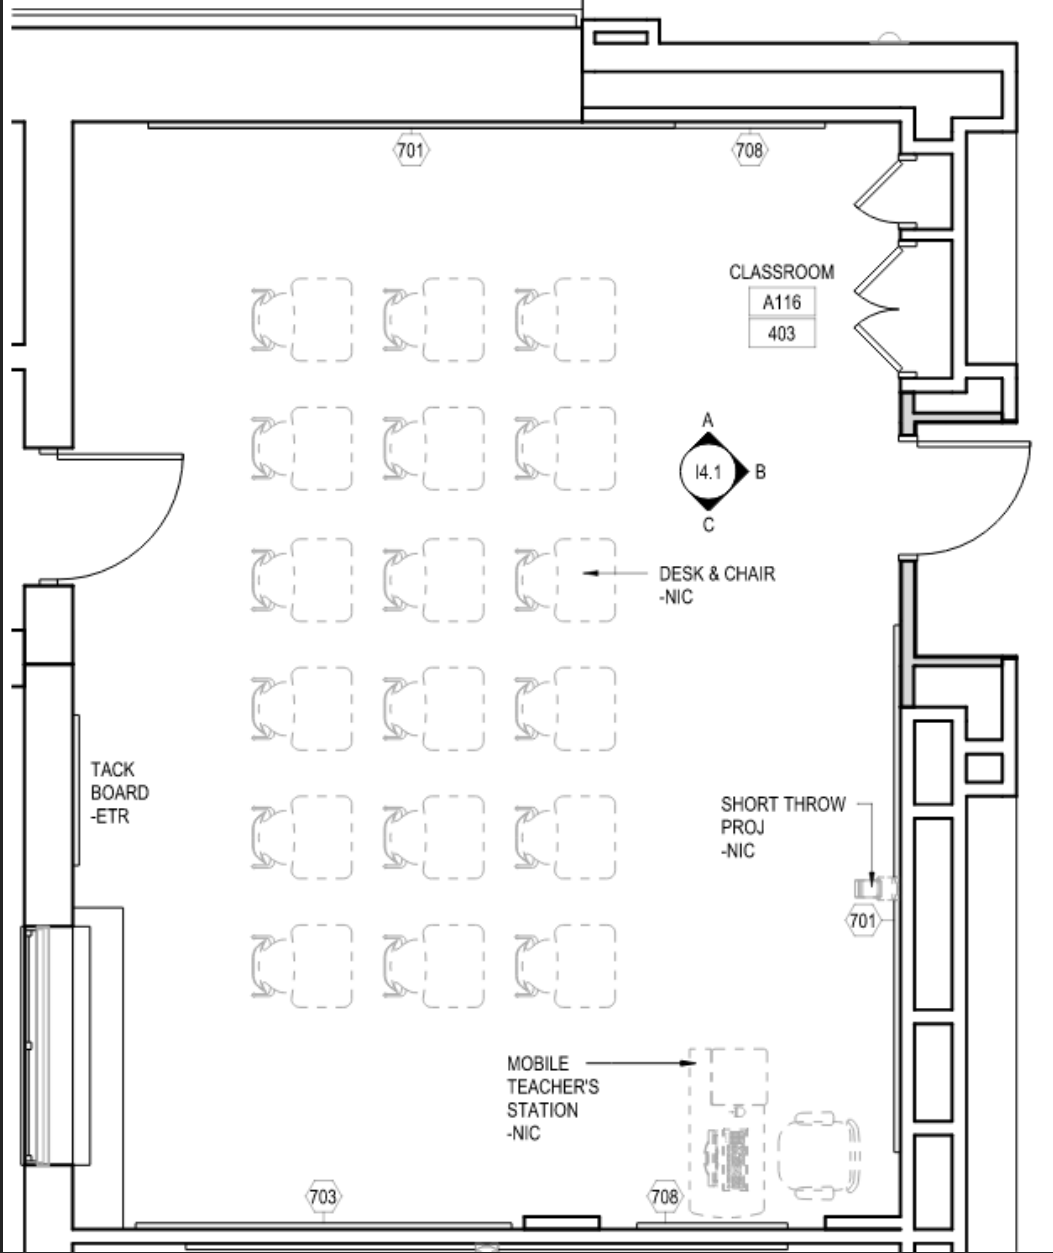 701
708
CLASSROOM
A116
403
A
I4.1
B
C
DESK & CHAIR
-NIC
TACK
BOARD
-ETR
SHORT THROW
PROJ
-NIC
701
MOBILE
TEACHER'S
STATION
-NIC
703
708